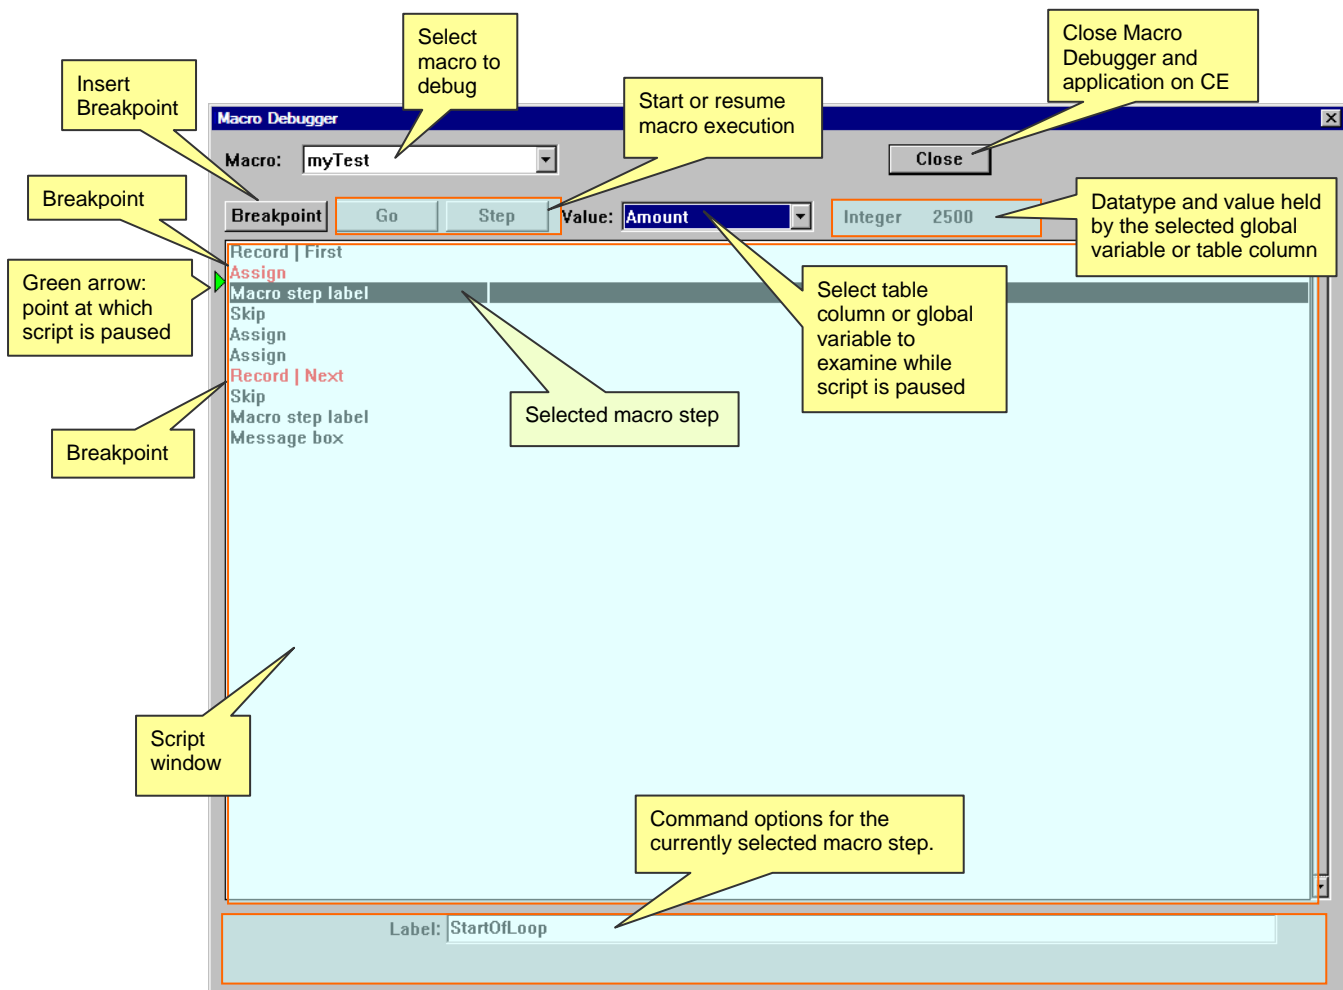 Select
macro to
debug
Close Macro
Debugger and
application on CE
Insert
Breakpoint
Start or resume
macro execution
Macro Debugger
Macro: myTest
Close
Breakpoint
Breakpoint Go Step Value: Amount Integer 2500
Datatype and value held
by the selected global
variable or table column
Green arrow:
point at which
script is paused
Record | First
Assign
Macro step label
Skip
Assign
Assign
Record | Next
Skip
Macro step label
Message box
Select table
column or global
variable to
examine while
script is paused
Selected macro step
Breakpoint
Script
window
Command options for the
currently selected macro step.
Label: StartOfLoop